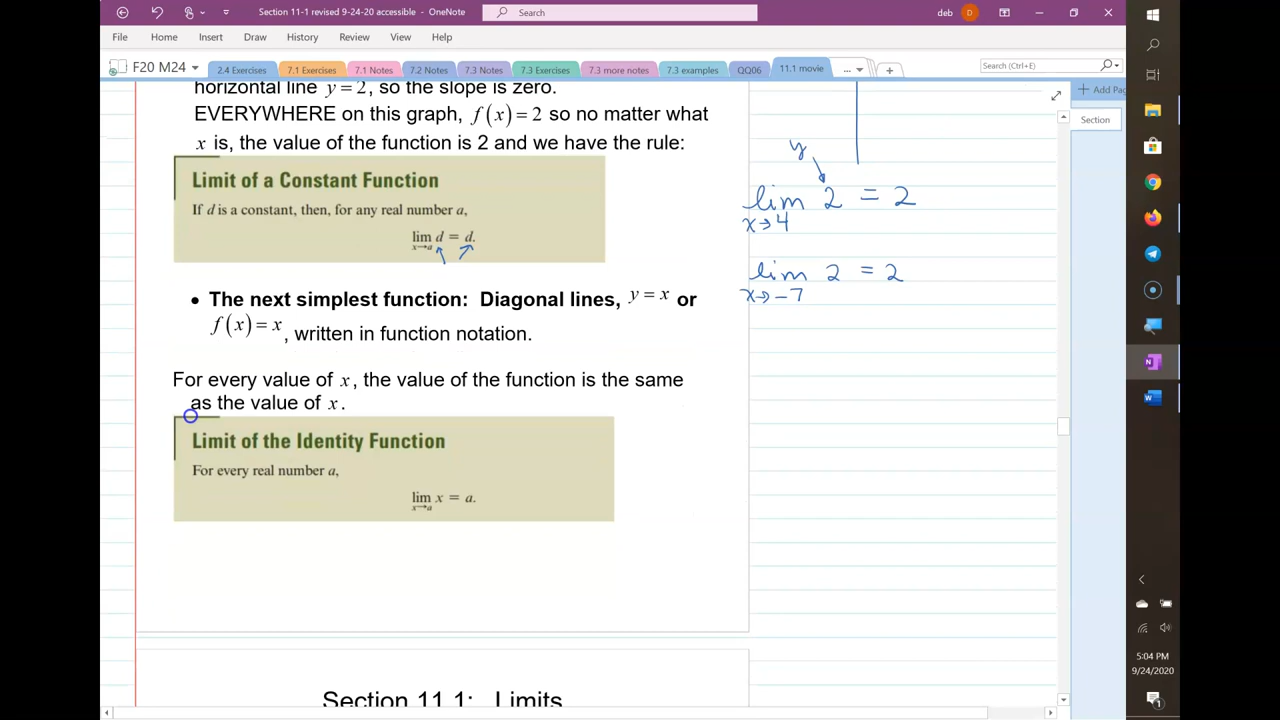 Section 11-1 revised 9-24-20 accessible - OneNote
Search
deb
D
File Home Insert Draw History Review View Help
F20 M24
2.4 Exercises 7.1 Exercises 7.1 Notes 7.2 Notes 7.3 Notes 7.3 Exercises 7.3 more notes 7.3 examples QQ06 11.1 movie ...
Search (Ctrl+E)
Add Pag
Section
horizontal line y = 2, so the slope is zero.
EVERYWHERE on this graph, f(x) = 2 so no matter what
x is, the value of the function is 2 and we have the rule:
Limit of a Constant Function
If d is a constant, then, for any real number a,
lim d = d.
x→a
• The next simplest function: Diagonal lines, y = x or
f(x) = x, written in function notation.
For every value of x, the value of the function is the same
as the value of x.
Limit of the Identity Function
For every real number a,
lim x = a.
x→a
Section 11.1: Limits
y
lim 2 = 2
x→4
lim 2 = 2
x→-7
5:04 PM
9/24/2020
1